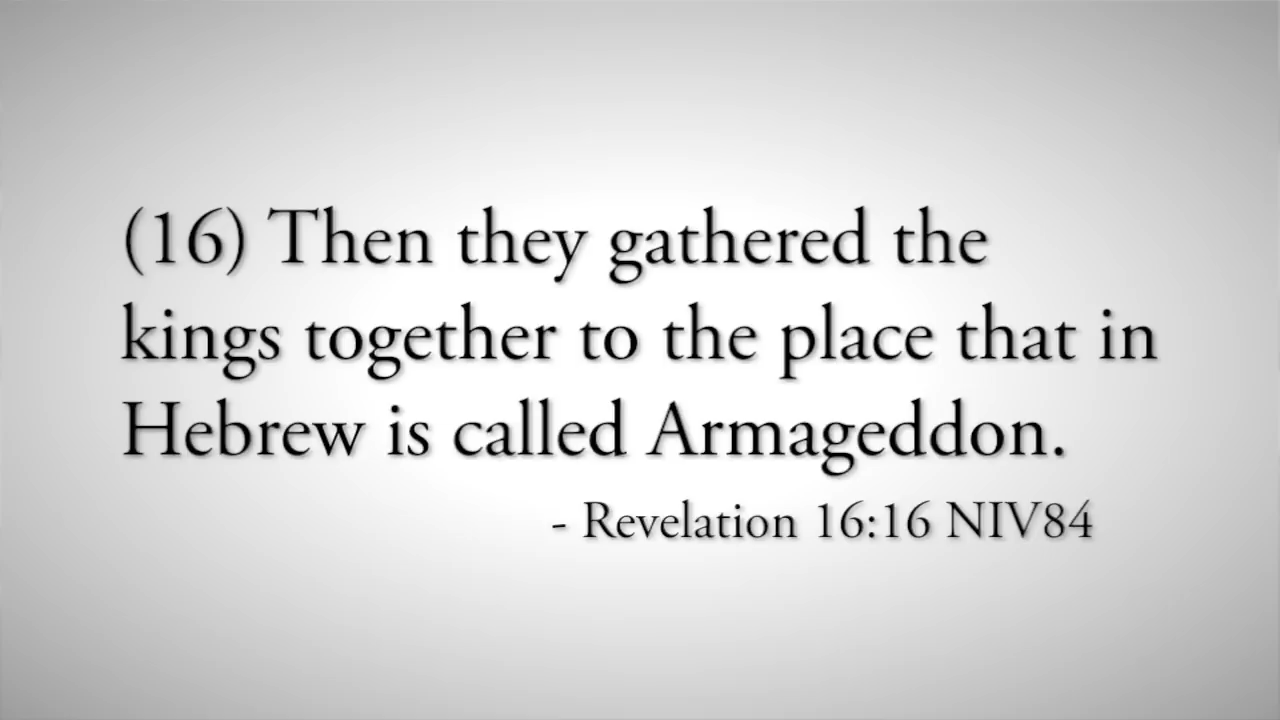 (16) Then they gathered the
kings together to the place that in
Hebrew is called Armageddon.
- Revelation 16:16 NIV84